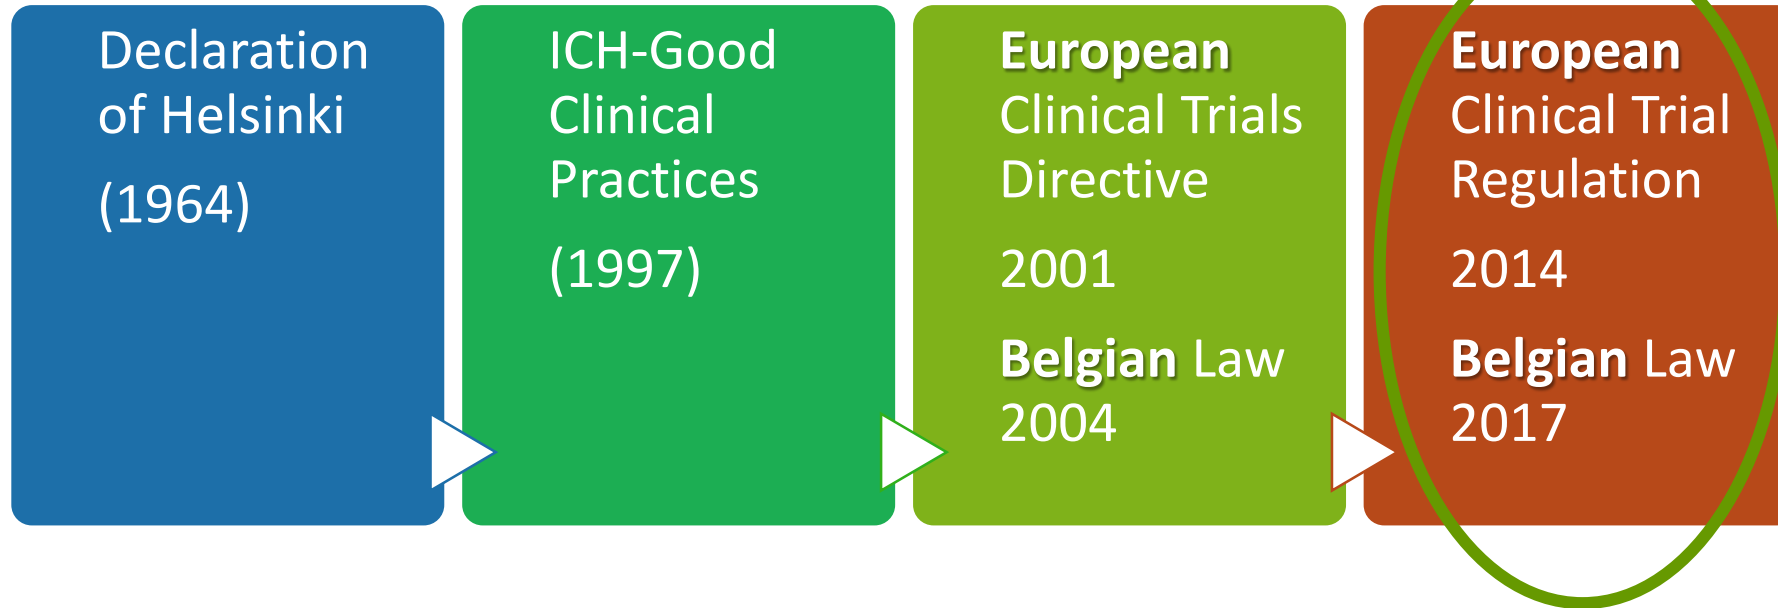 Declaration
of Helsinki
(1964)
ICH-Good
Clinical
Practices
(1997)
European
Clinical Trials
Directive
2001
Belgian Law
2004
European
Clinical Trial
Regulation
2014
Belgian Law
2017